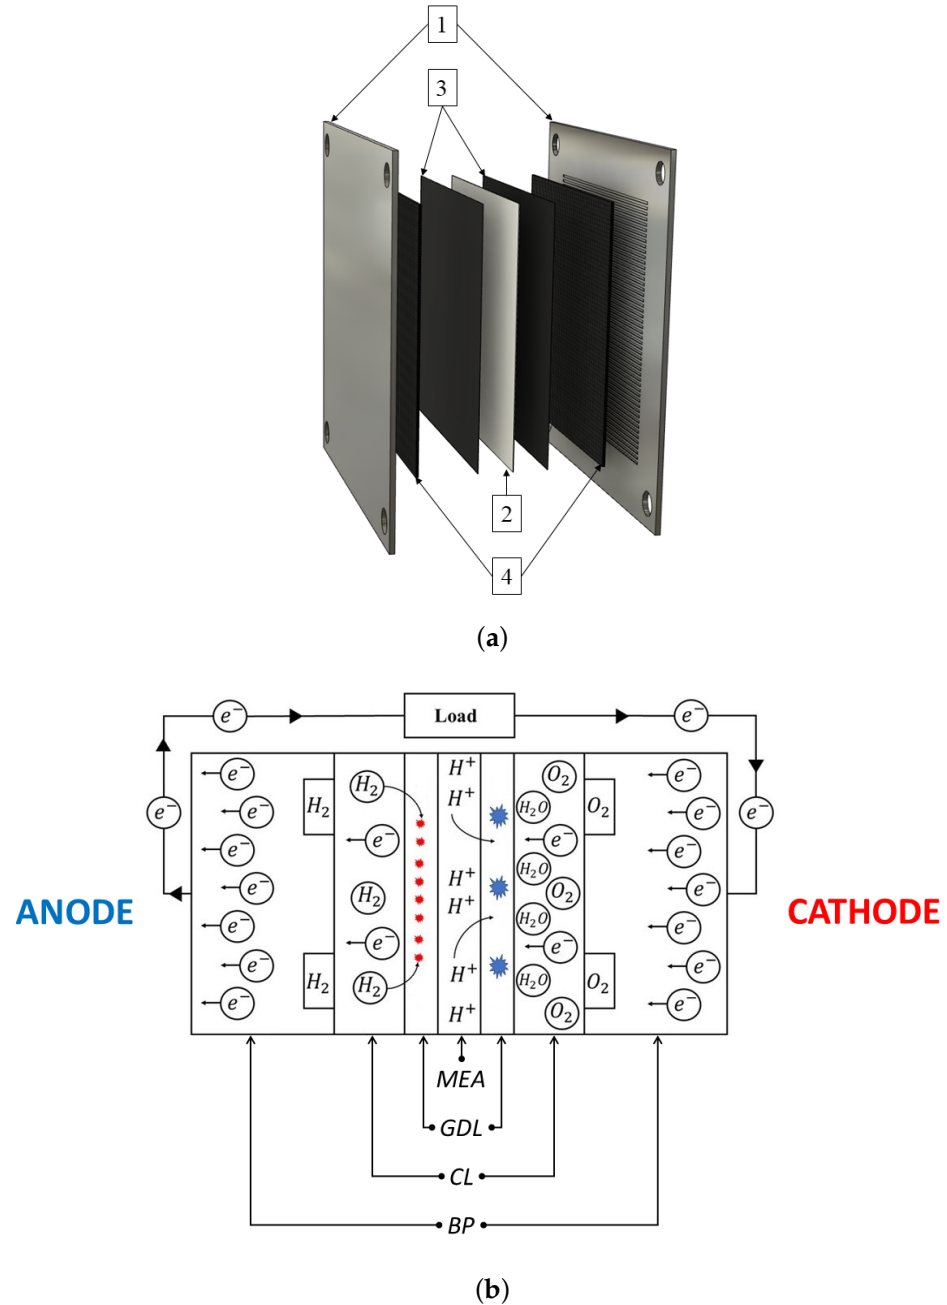 1
3
2
4
(a)
e⁻ Load e⁻
e⁻ H⁺ O₂ e⁻
H₂ H⁺
e⁻ e⁻
e⁻ H₂ H₂O O₂ e⁻
e⁻ e⁻ e⁻ e⁻
e⁻ H₂O
H⁺
e⁻ H₂ H⁺ O₂ e⁻
ANODE CATHODE
e⁻ H₂O e⁻
e⁻ e⁻
e⁻ H₂ H₂ H⁺ H₂O O₂ e⁻
e⁻ H⁺ O₂ e⁻
MEA
GDL
CL
BP
(b)